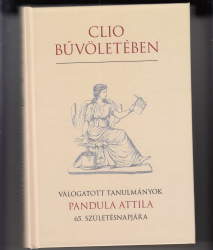 CLIO
BŰVÖLETÉBEN
VÁLOGATOTT TANULMÁNYOK
PANDULA ATTILA
65. SZÜLETÉSNAPJÁRA